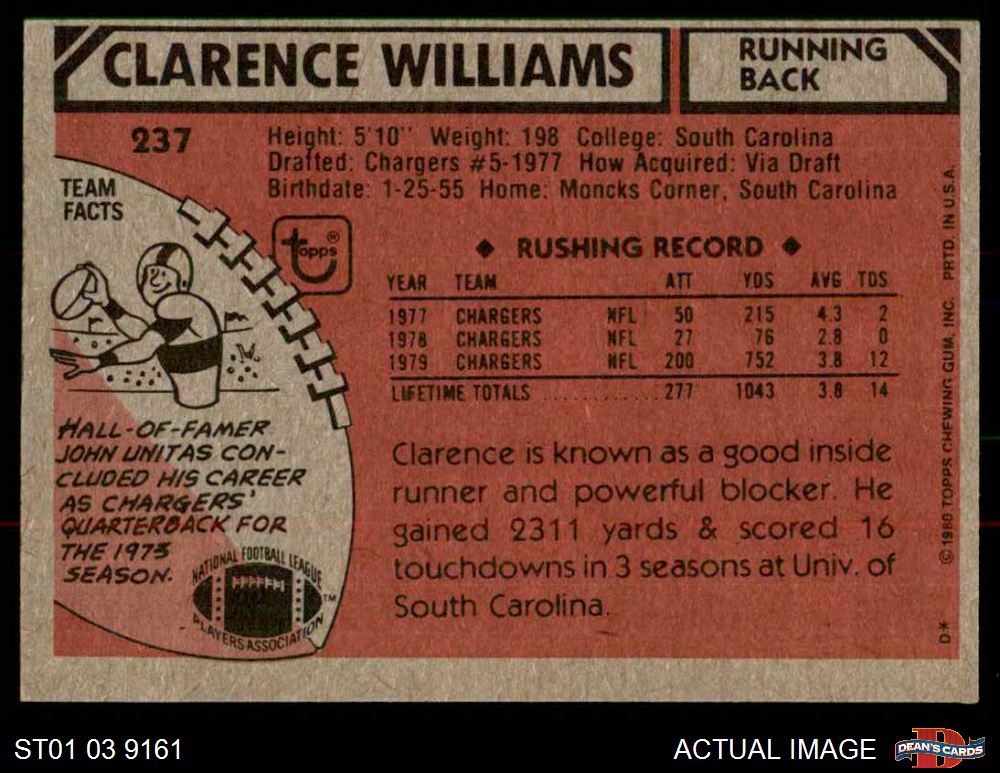 CLARENCE WILLIAMS
RUNNING
BACK
237
Height: 5'10" Weight: 198 College: South Carolina
Drafted: Chargers #5-1977 How Acquired: Via Draft
Birthdate: 1-25-55 Home: Moncks Corner, South Carolina
TEAM
FACTS
topps®
◆ RUSHING RECORD ◆
YEAR TEAM ATT YDS AVG TDS
1977 CHARGERS NFL 50 215 4.3 2
1978 CHARGERS NFL 27 76 2.8 0
1979 CHARGERS NFL 200 752 3.8 12
LIFETIME TOTALS ............. 277 1043 3.8 14
HALL-OF-FAMER
JOHN UNITAS CON-
CLUDED HIS CAREER
AS CHARGERS'
QUARTERBACK FOR
THE 1973
SEASON.
NATIONAL FOOTBALL LEAGUE
PLAYERS ASSOCIATION
TM
Clarence is known as a good inside
runner and powerful blocker. He
gained 2311 yards & scored 16
touchdowns in 3 seasons at Univ. of
South Carolina.
© 1980 TOPPS CHEWING GUM, INC. PRTD. IN U.S.A.
D*
ST01 03 9161
ACTUAL IMAGE
D
DEAN'S CARDS